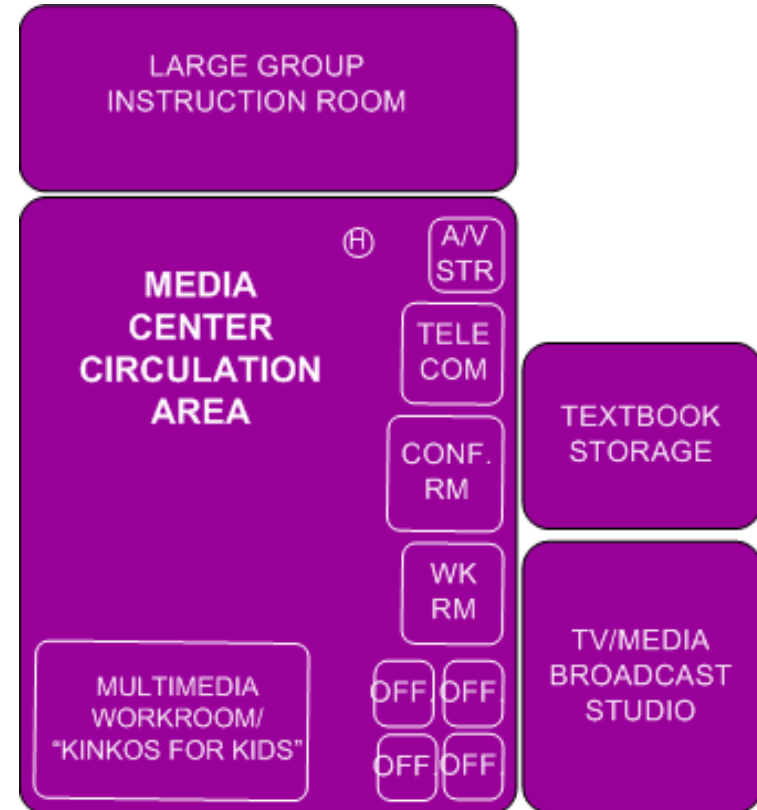 LARGE GROUP
INSTRUCTION ROOM
H
A/V
STR
MEDIA
CENTER
CIRCULATION
AREA
TELE
COM
CONF.
RM
TEXTBOOK
STORAGE
WK
RM
TV/MEDIA
BROADCAST
STUDIO
MULTIMEDIA
WORKROOM/
“KINKOS FOR KIDS”
OFF. OFF.
OFF. OFF.